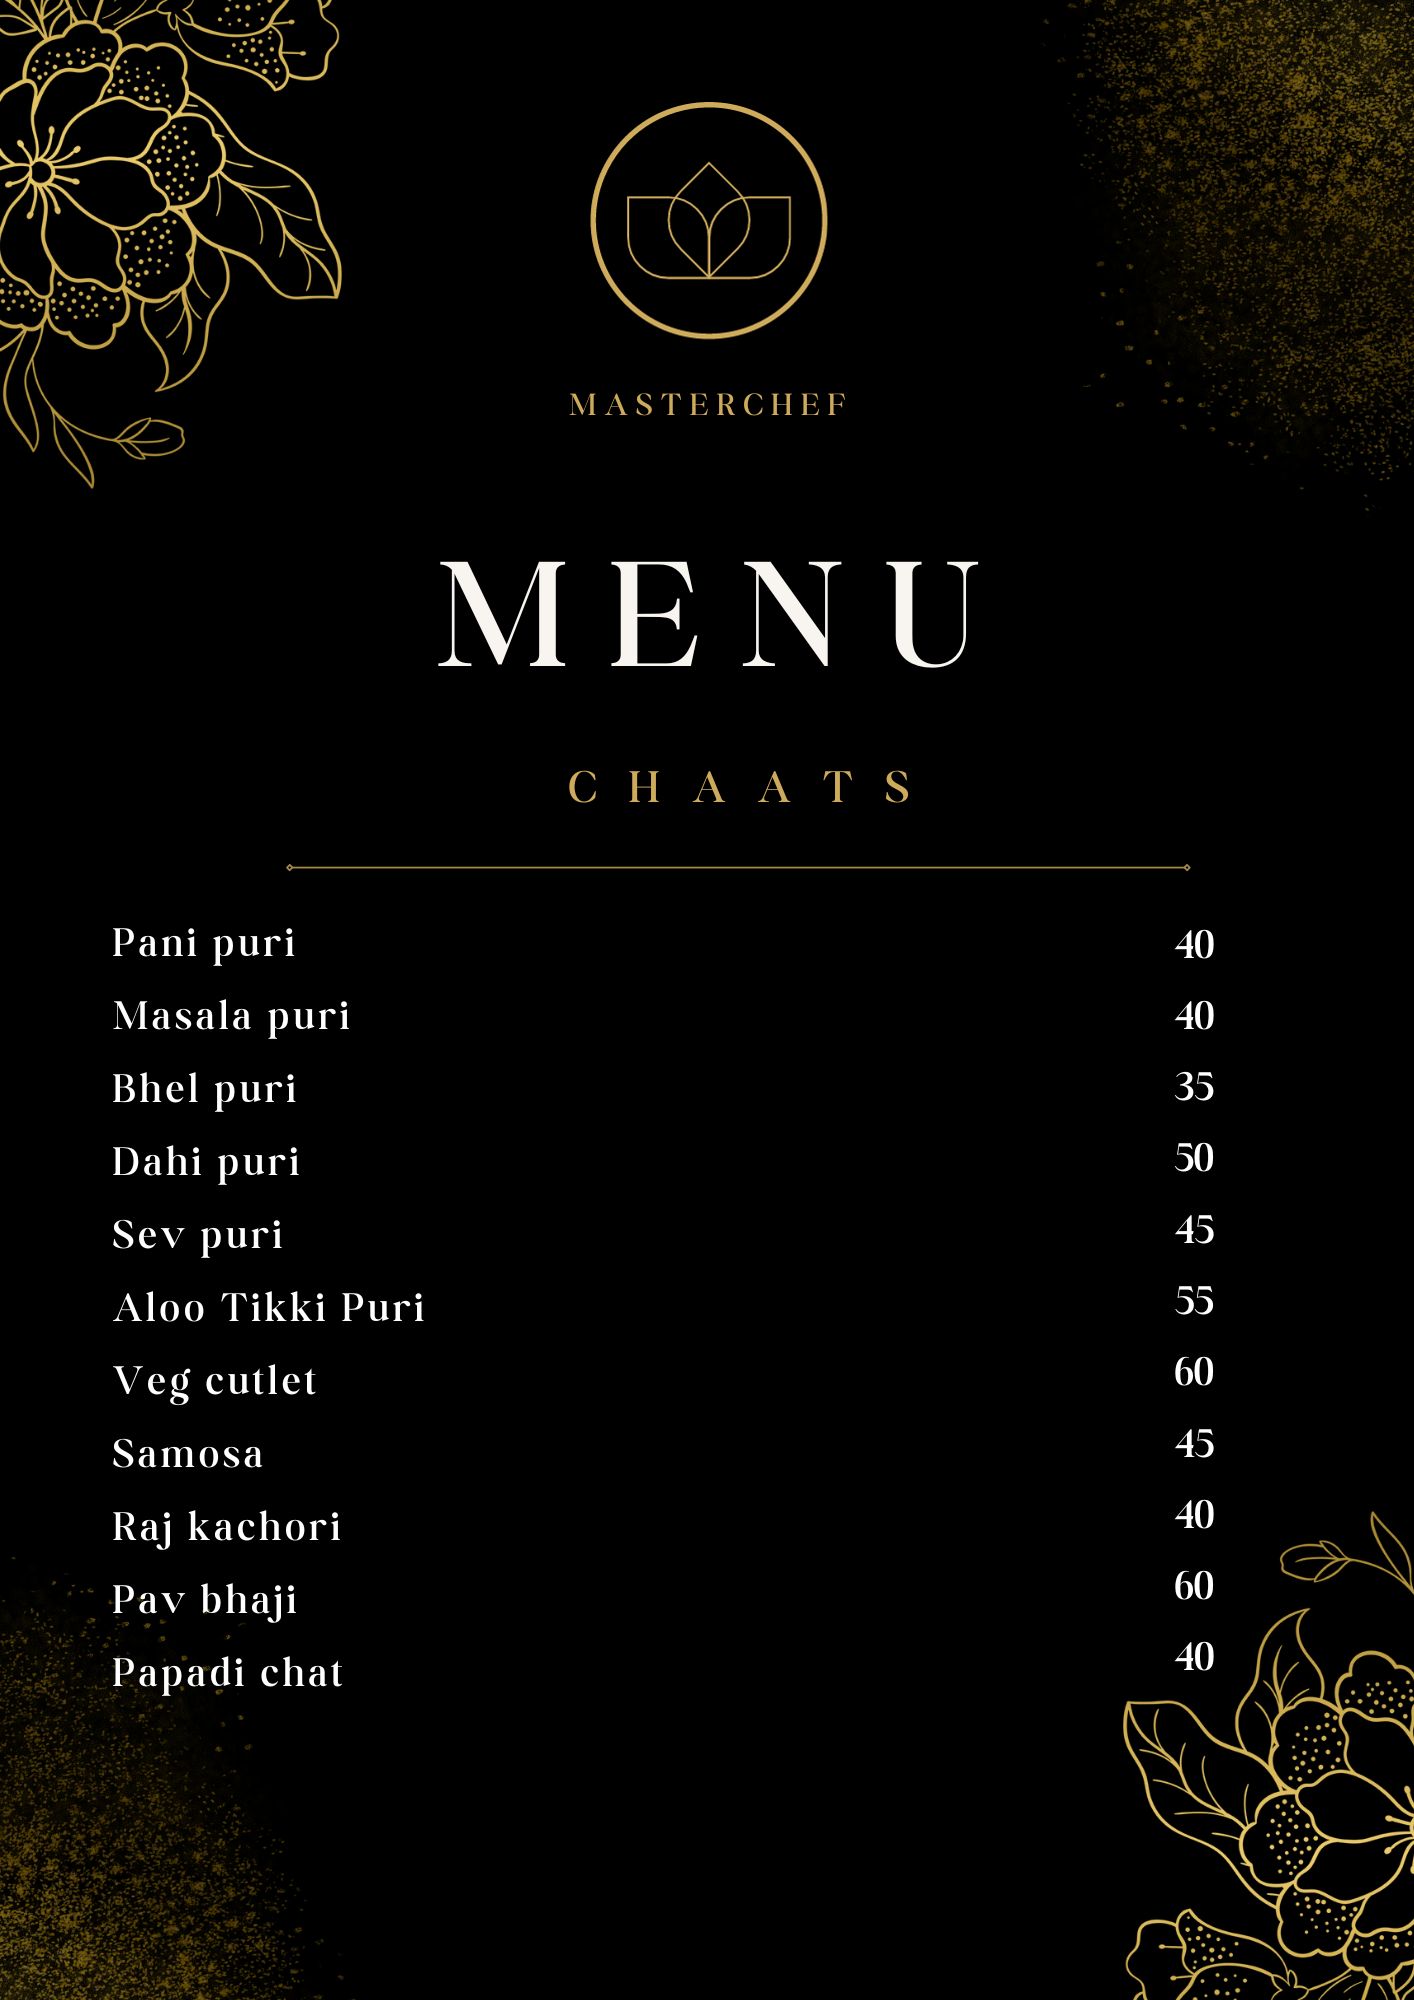 MASTERCHEF
MENU
CHAATS
Pani puri 40
Masala puri 40
Bhel puri 35
Dahi puri 50
Sev puri 45
Aloo Tikki Puri 55
Veg cutlet 60
Samosa 45
Raj kachori 40
Pav bhaji 60
Papadi chat 40